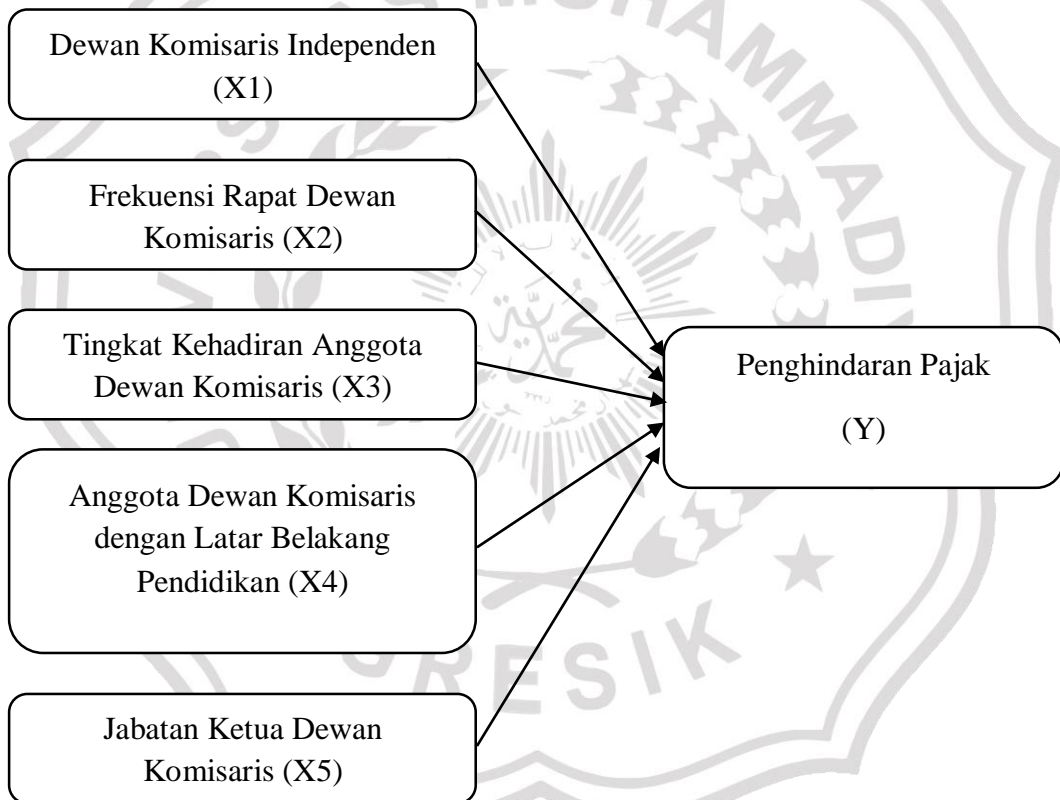 Dewan Komisaris Independen
(X1)
Frekuensi Rapat Dewan
Komisaris (X2)
Tingkat Kehadiran Anggota
Dewan Komisaris (X3)
Anggota Dewan Komisaris
dengan Latar Belakang
Pendidikan (X4)
Jabatan Ketua Dewan
Komisaris (X5)
Penghindaran Pajak
(Y)